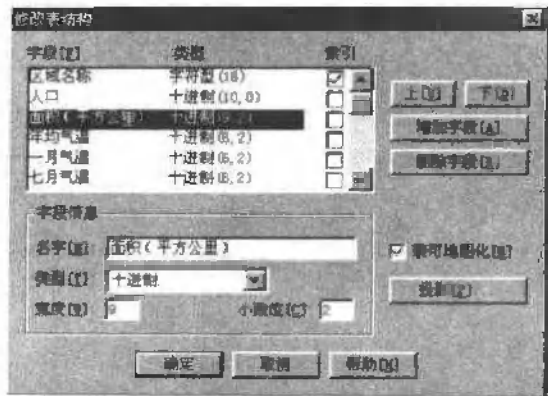 修改表结构
字段[F] 类型 索引
区域名称 字符型(16)
人口 十进制(10,0)
面积(平方公里) 十进制
年均气温 十进制(6,2)
一月气温 十进制(6,2)
七月气温 十进制(6,2)
上[U] 下[D]
增加字段[A]
删除字段[R]
字段信息
名字[N] 面积(平方公里)
类型[T] 十进制
宽度[W] 9 小数位[C] 2
表可地图化[B]
投影[P]
确定 取消 帮助[H]